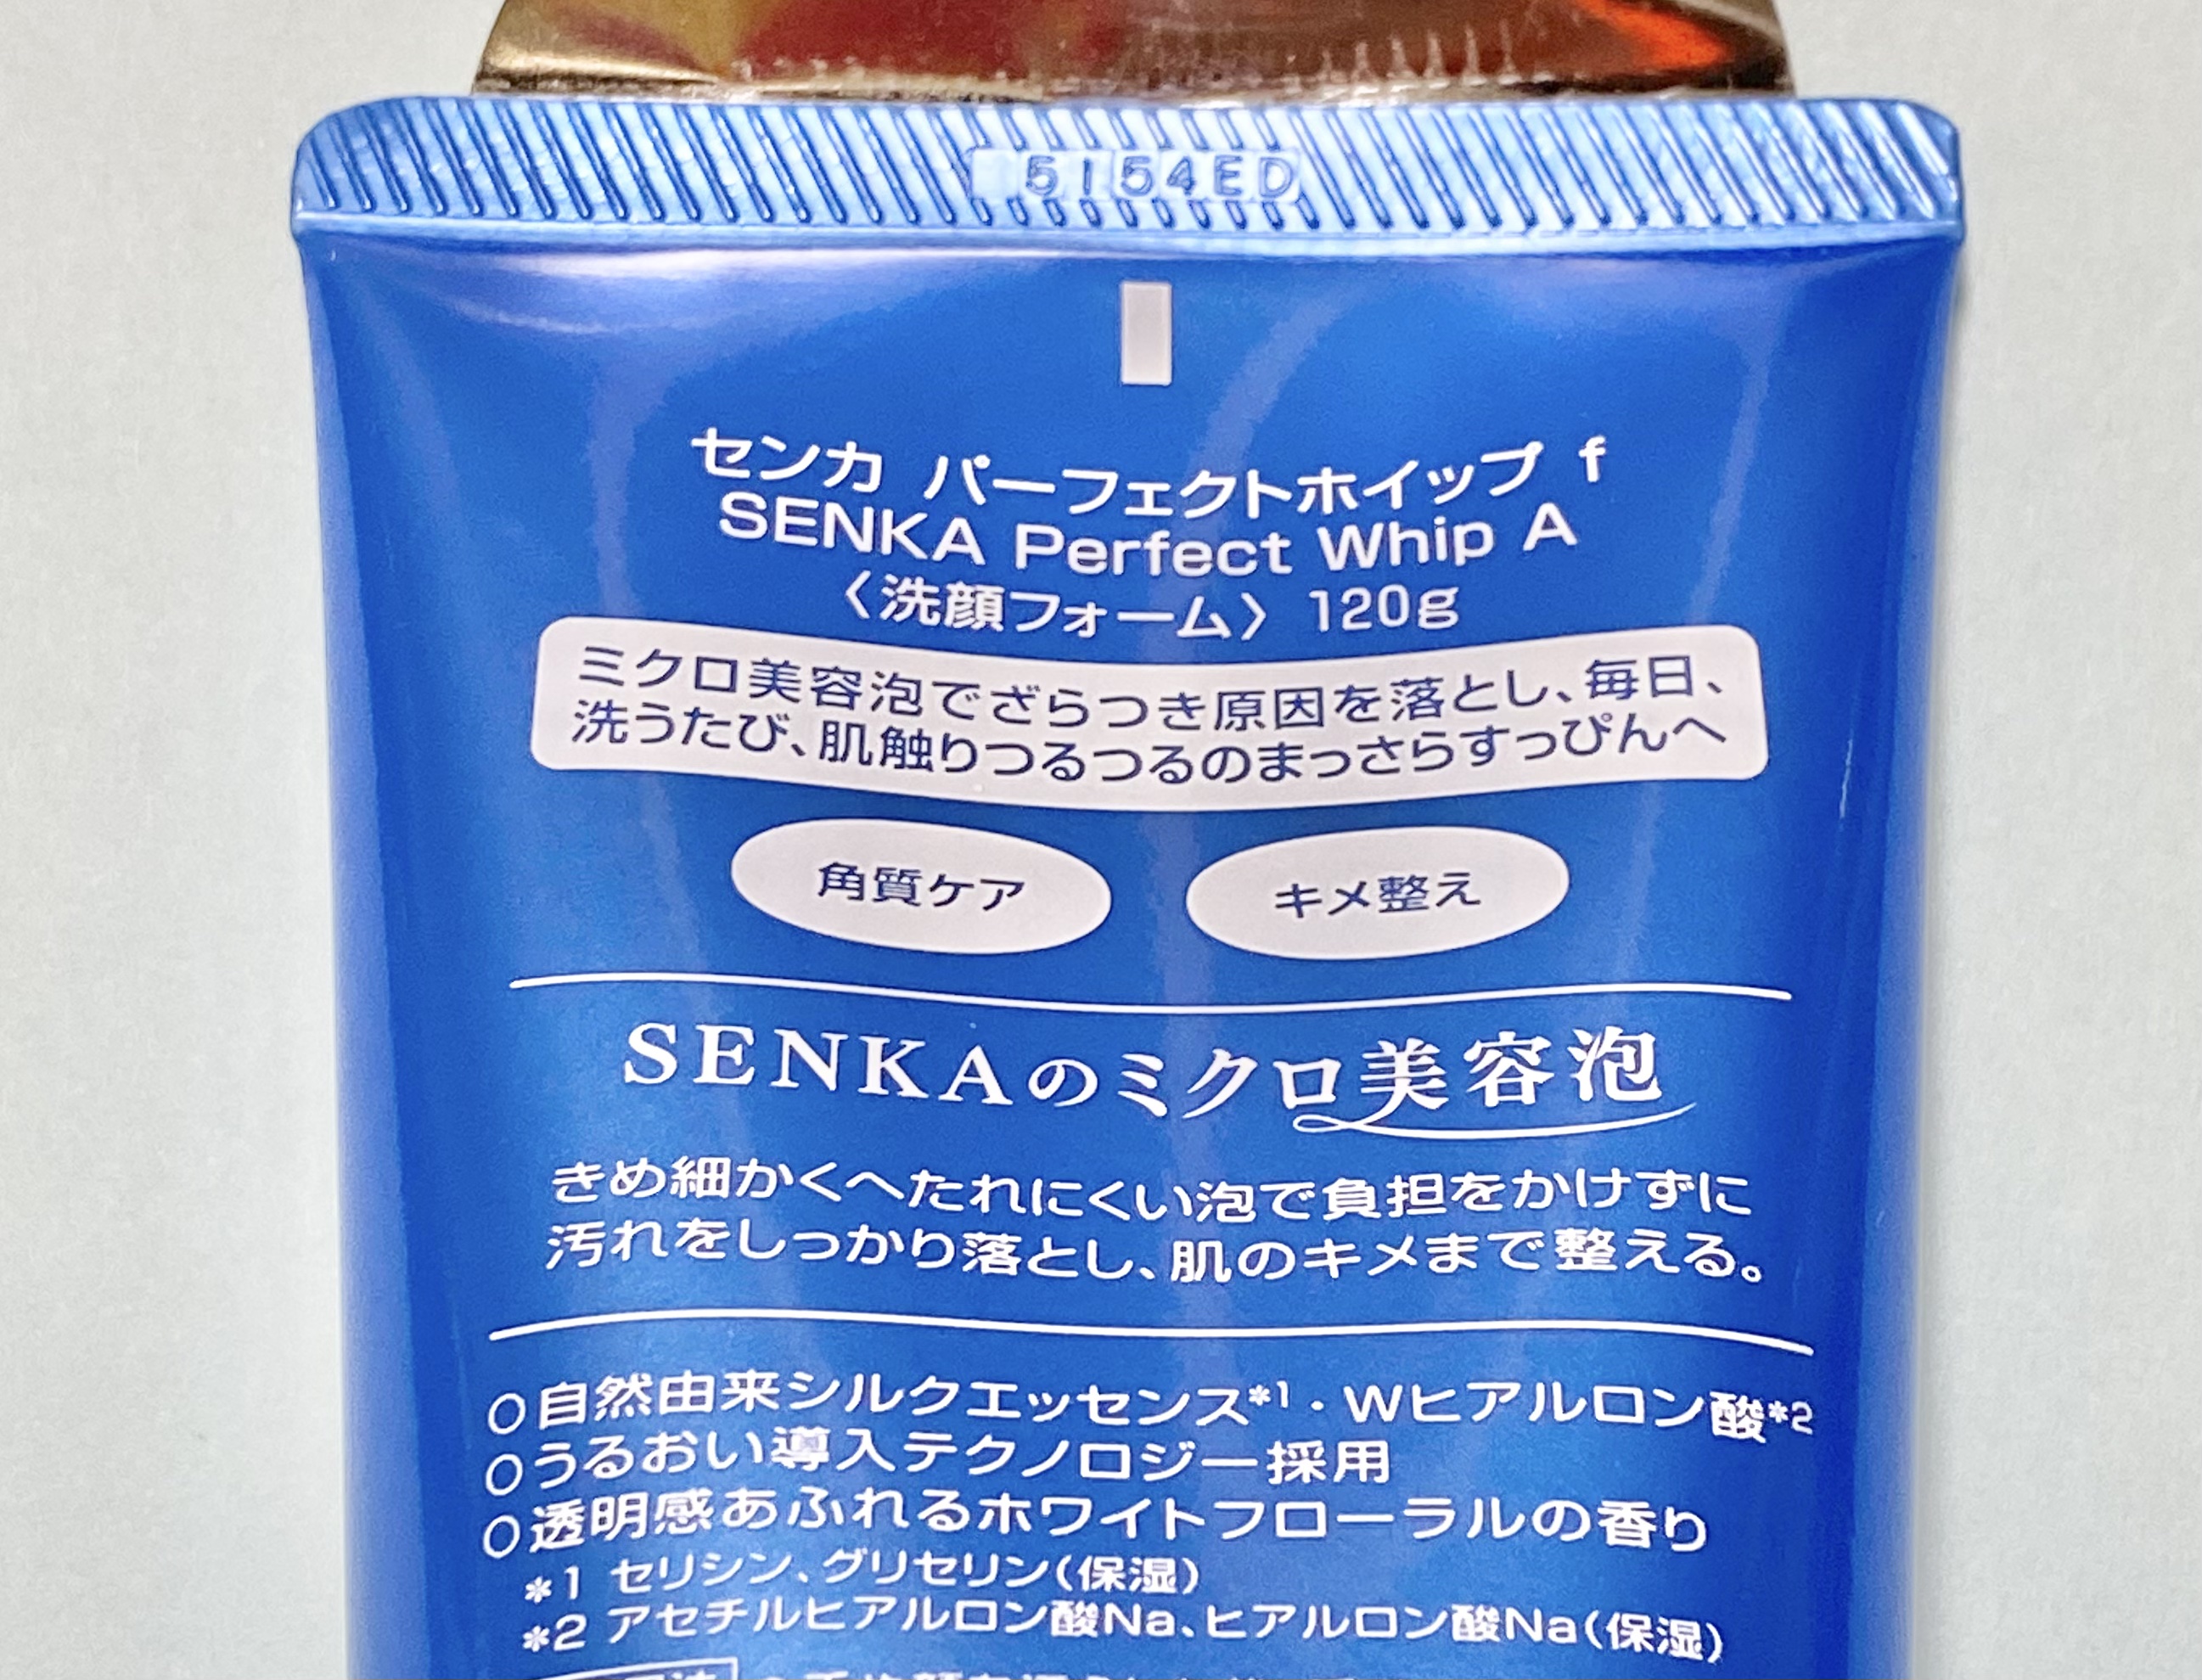 5154ED
センカ パーフェクトホイップ f
SENKA Perfect Whip A
〈洗顔フォーム〉 120g
ミクロ美容泡でざらつき原因を落とし、毎日、
洗うたび、肌触りつるつるのまっさらすっぴんへ
角質ケア
キメ整え
SENKAのミクロ美容泡
きめ細かくへたれにくい泡で負担をかけずに
汚れをしっかり落とし、肌のキメまで整える。
○自然由来シルクエッセンス*1・Wヒアルロン酸*2
○うるおい導入テクノロジー採用
○透明感あふれるホワイトフローラルの香り
*1 セリシン、グリセリン(保湿)
*2 アセチルヒアルロン酸Na、ヒアルロン酸Na(保湿)